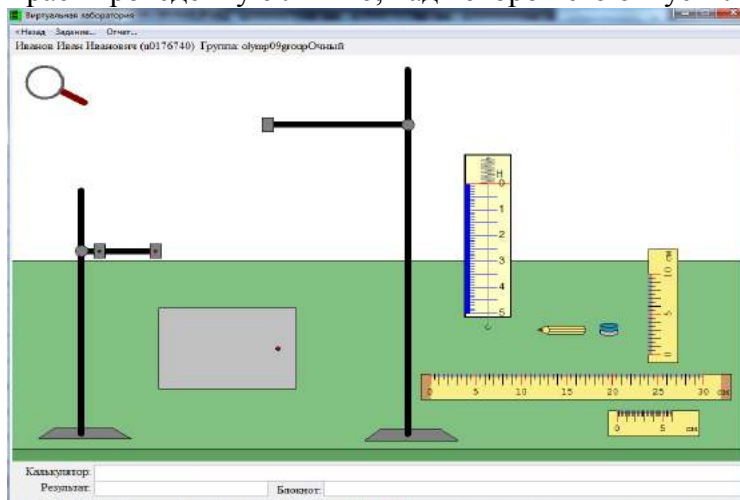 Виртуальная лаборатория
<Назад Задание... Отчет...
Иванов Иван Иванович (u0176740) Группа: olymp09groupОчный
Н
0
1
2
3
4
5
10 см
5
0
0 5 10 15 20 25 30 см
0 5 см
Калькулятор:
Результат: Блокнот: